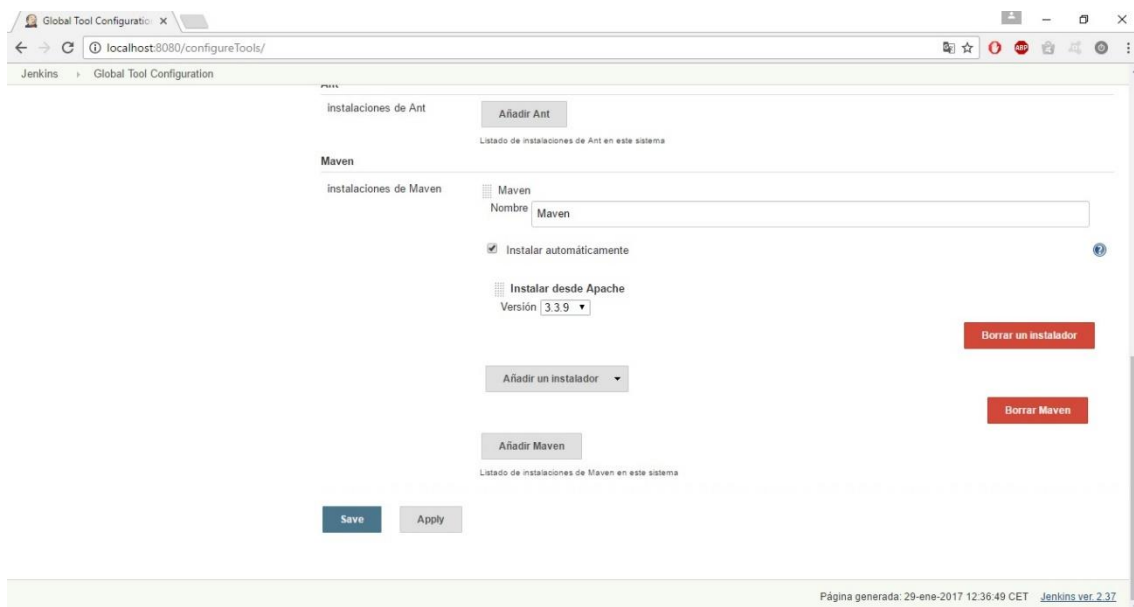 Global Tool Configuratio
localhost:8080/configureTools/
ABP
Jenkins Global Tool Configuration
Ant
instalaciones de Ant
Añadir Ant
Listado de instalaciones de Ant en este sistema
Maven
instalaciones de Maven
Maven
Nombre Maven
Instalar automáticamente
Instalar desde Apache
Versión 3.3.9
Borrar un instalador
Añadir un instalador
Borrar Maven
Añadir Maven
Listado de instalaciones de Maven en este sistema
Save Apply
Página generada: 29-ene-2017 12:36:49 CET Jenkins ver. 2.37